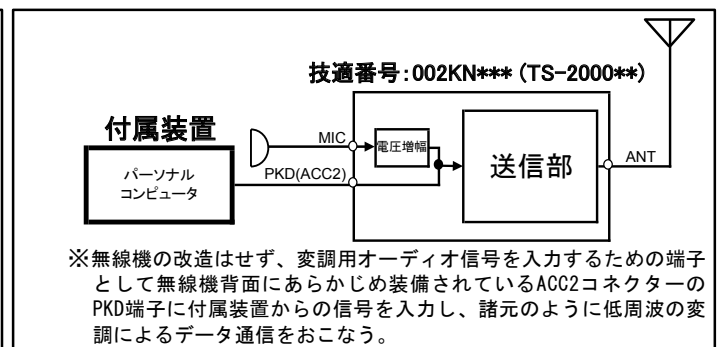 技適番号:002KN*** (TS-2000**)
付属装置
パーソナル
コンピュータ
MIC
PKD(ACC2)
電圧増幅
送信部
ANT
※無線機の改造はせず、変調用オーディオ信号を入力するための端子
として無線機背面にあらかじめ装備されているACC2コネクターの
PKD端子に付属装置からの信号を入力し、諸元のように低周波の変
調によるデータ通信をおこなう。